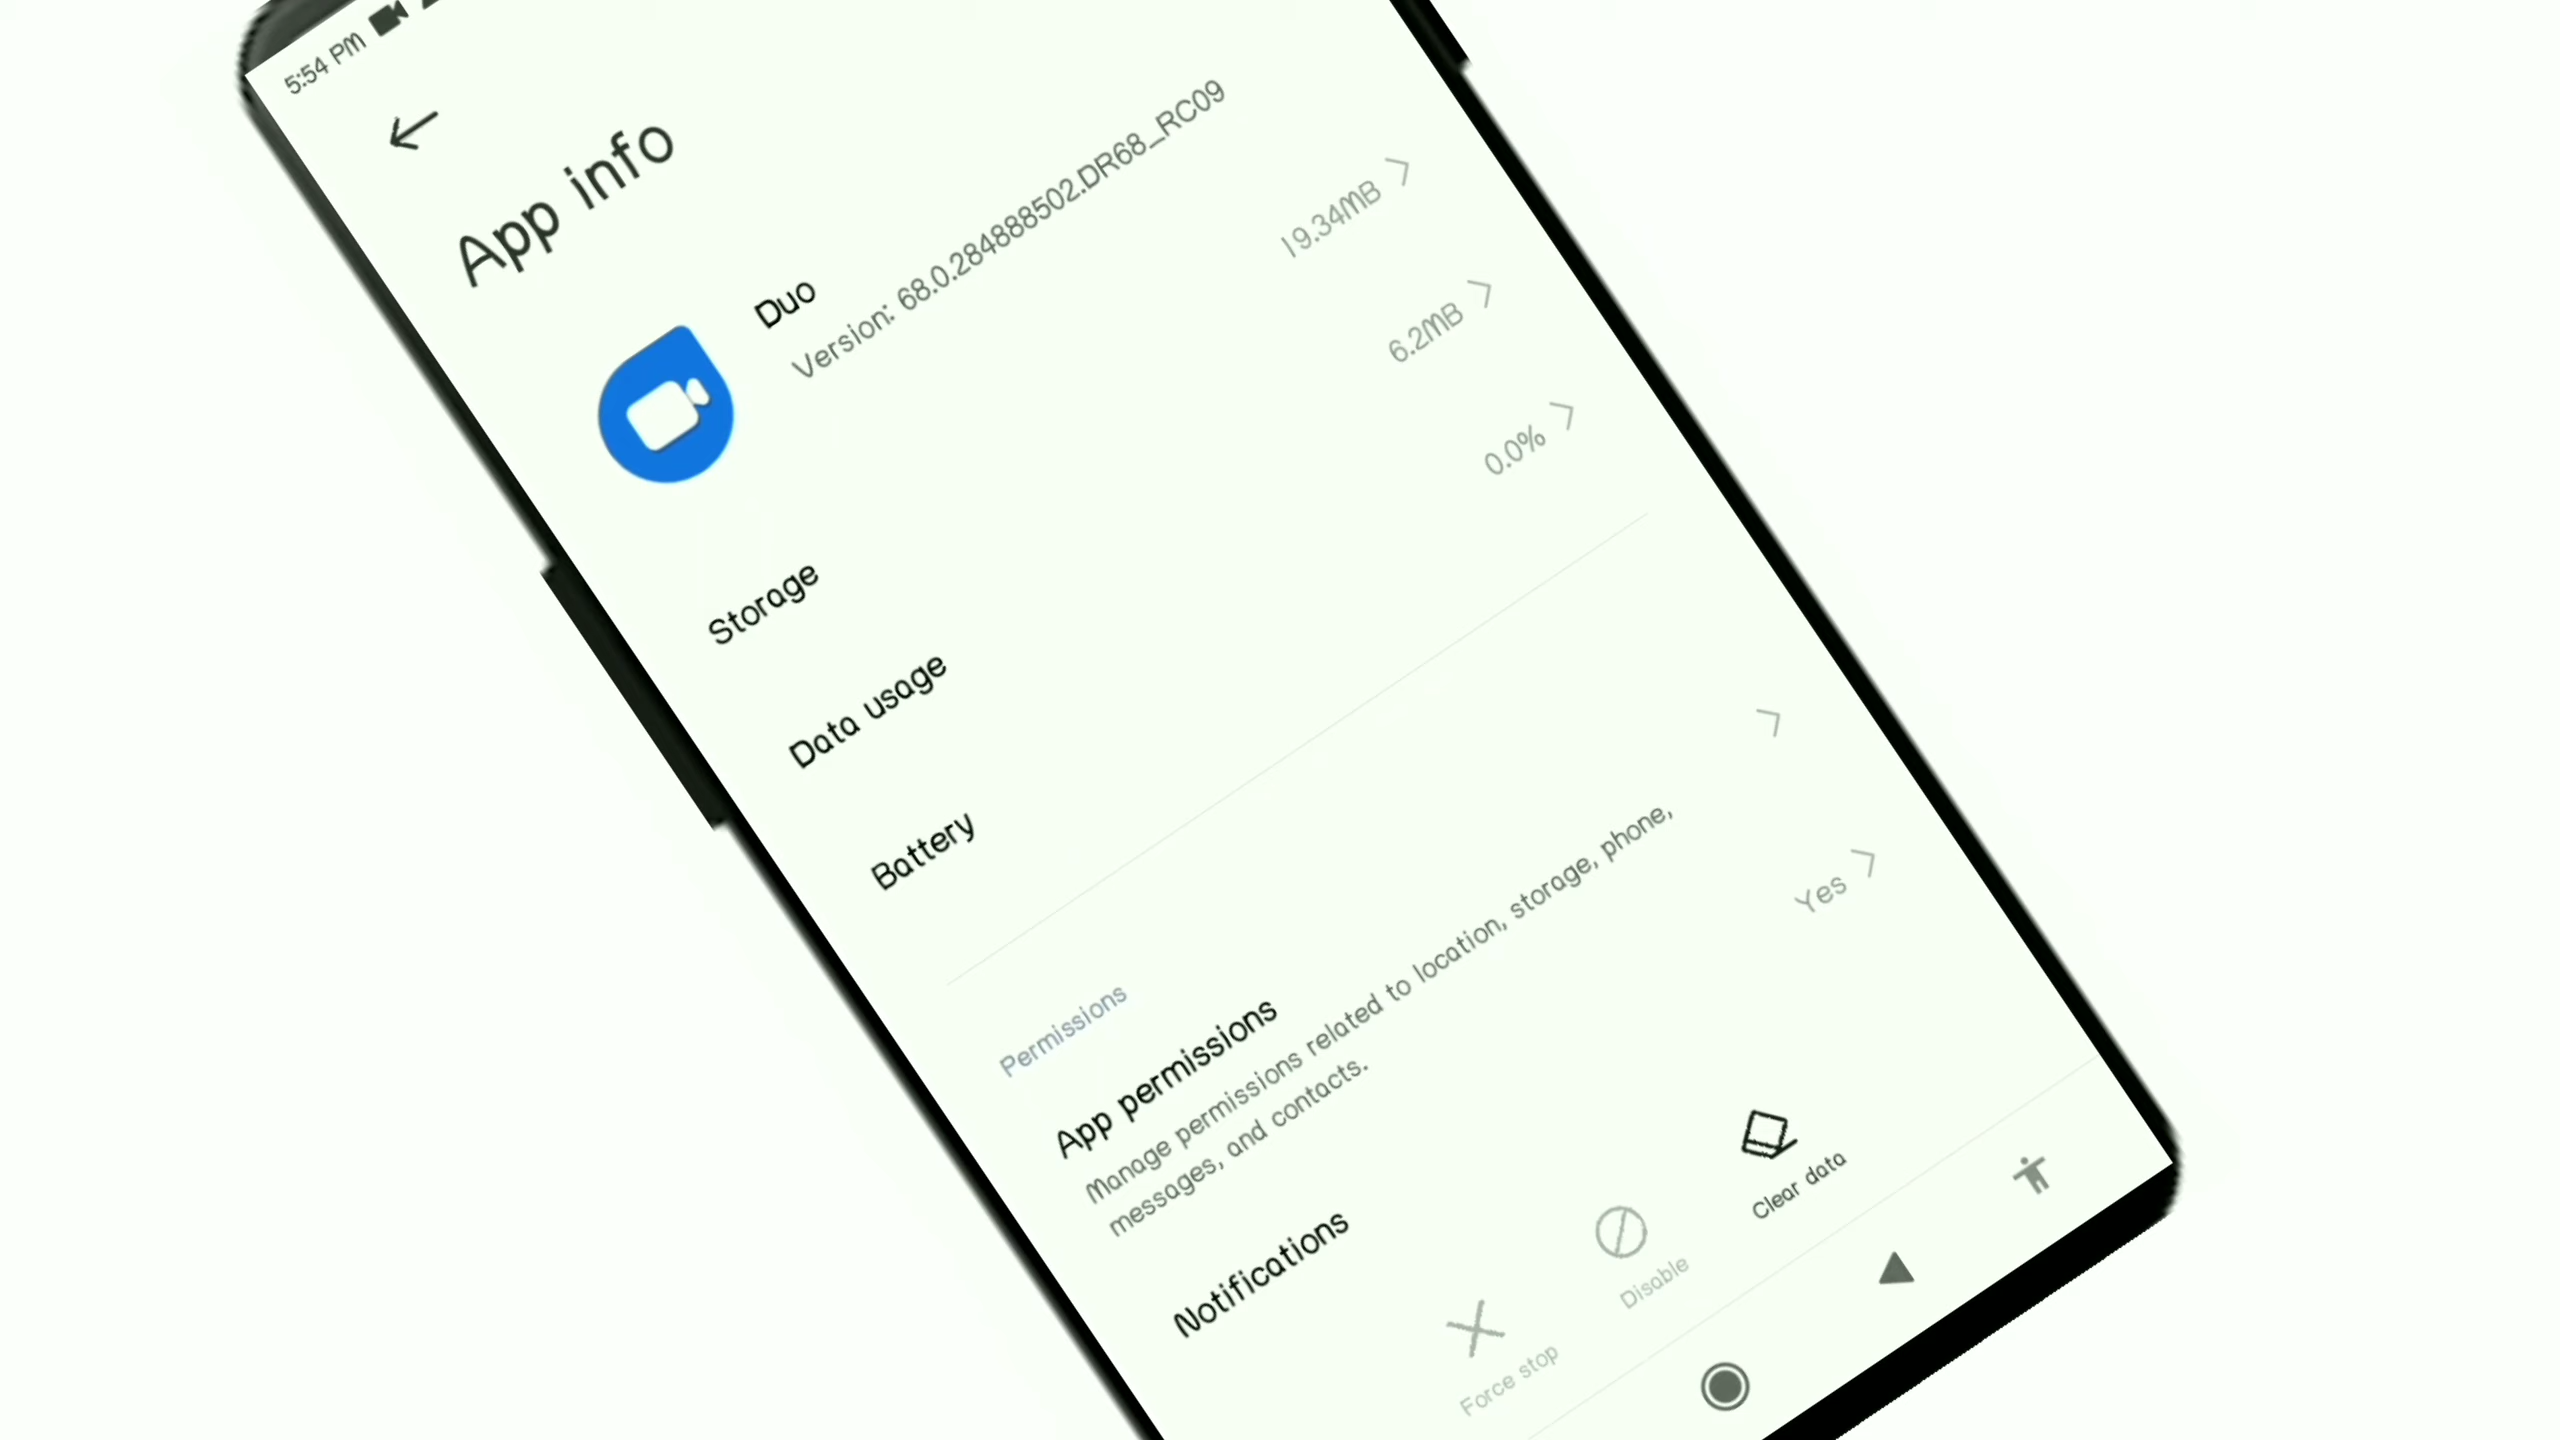 5:54 PM
App info
Duo
Version: 68.0.284888502.DR68_RC09
Storage 19.34MB
Data usage 6.2MB
Battery 0.0%
Permissions
App permissions
Manage permissions related to location, storage, phone,
messages, and contacts.
Notifications Yes
Force stop
Disable
Clear data